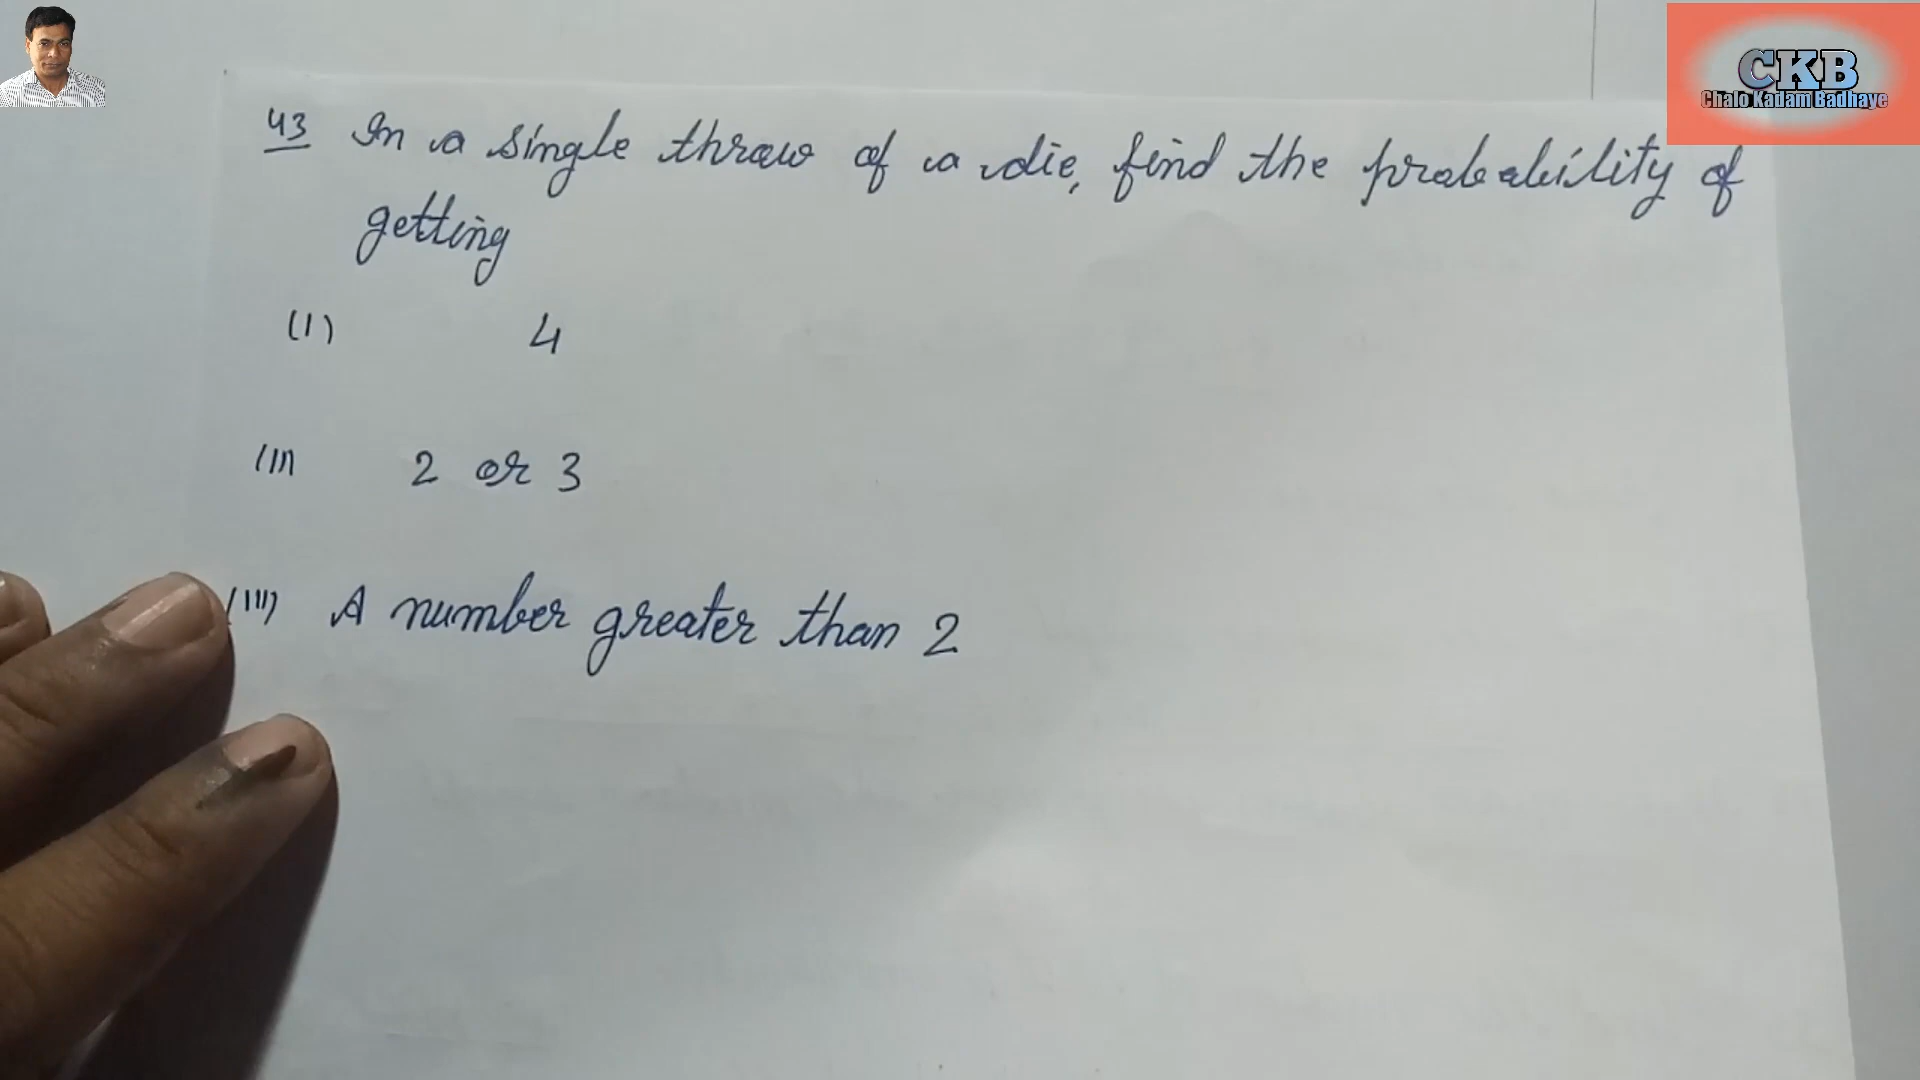 CKB
Chalo Kadam Badhaye
43 In a single throw of a die, find the probability of
getting
(I) 4
(II) 2 or 3
(III) A number greater than 2